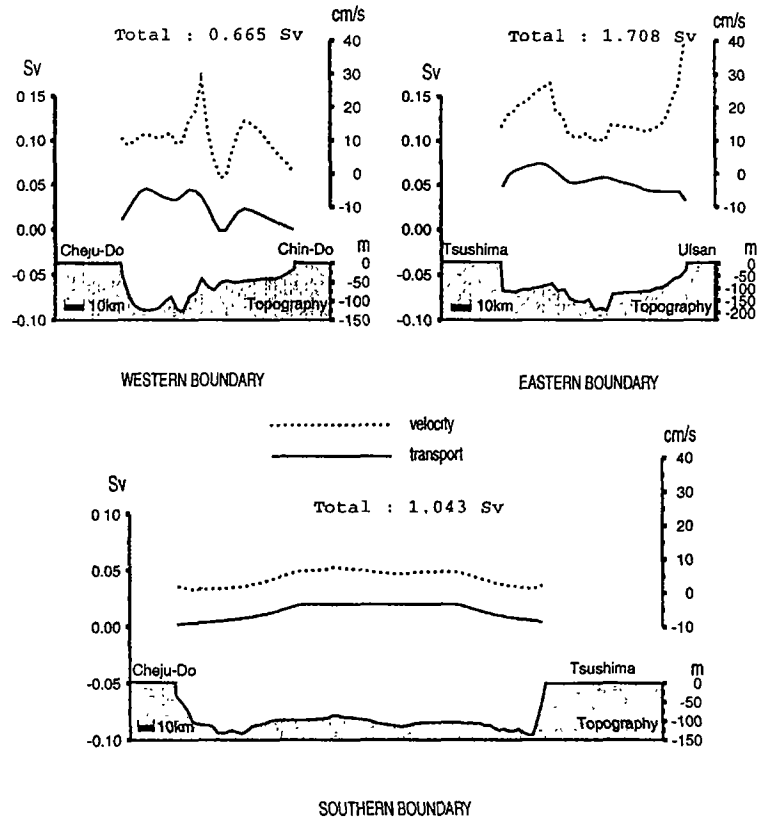 cm/s
Total : 0.665 Sv
40
Sv
30
0.15
20
0.10
10
0.05
0
0.00
-10
Cheju-Do
Chin-Do
m
0
-0.05
-50
10km
Topography
-100
-0.10
-150
WESTERN BOUNDARY
cm/s
Total : 1.708 Sv
40
Sv
30
0.15
20
0.10
10
0.05
0
0.00
-10
Tsushima
Ulsan
m
0
-0.05
-50
-100
10km
Topography
-150
-0.10
-200
EASTERN BOUNDARY
velocity
transport
cm/s
40
Sv
30
Total : 1.043 Sv
0 10
20
10
0.05
0
0.00
-10
Cheju-Do
Tsushima
m
-0.05
0
-50
10km
Topography
-100
-0.10
-150
SOUTHERN BOUNDARY